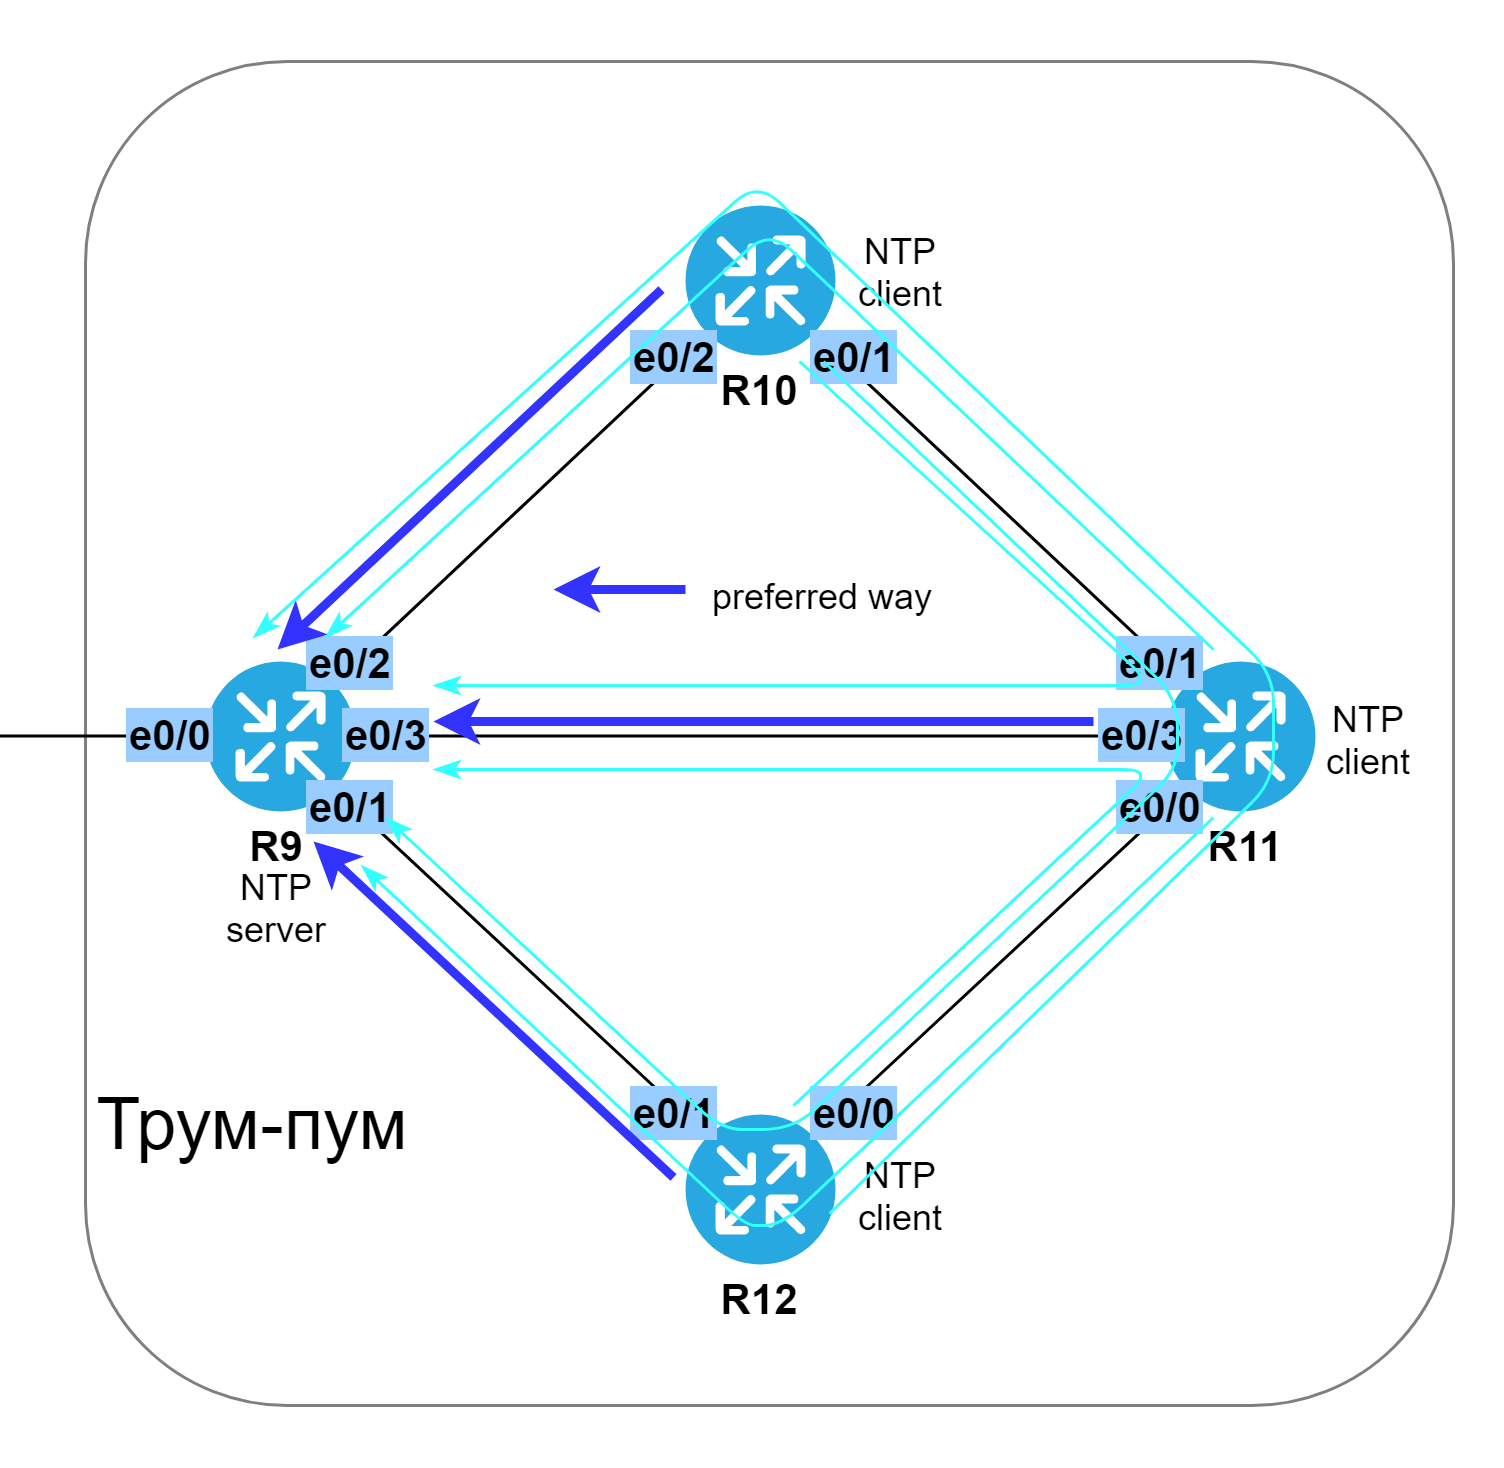 NTP
client
e0/2
e0/1
R10
preferred way
e0/2
e0/1
e0/0
e0/3
e0/3
NTP
client
e0/1
e0/0
R9
R11
NTP
server
Трум-пум
e0/1
e0/0
NTP
client
R12